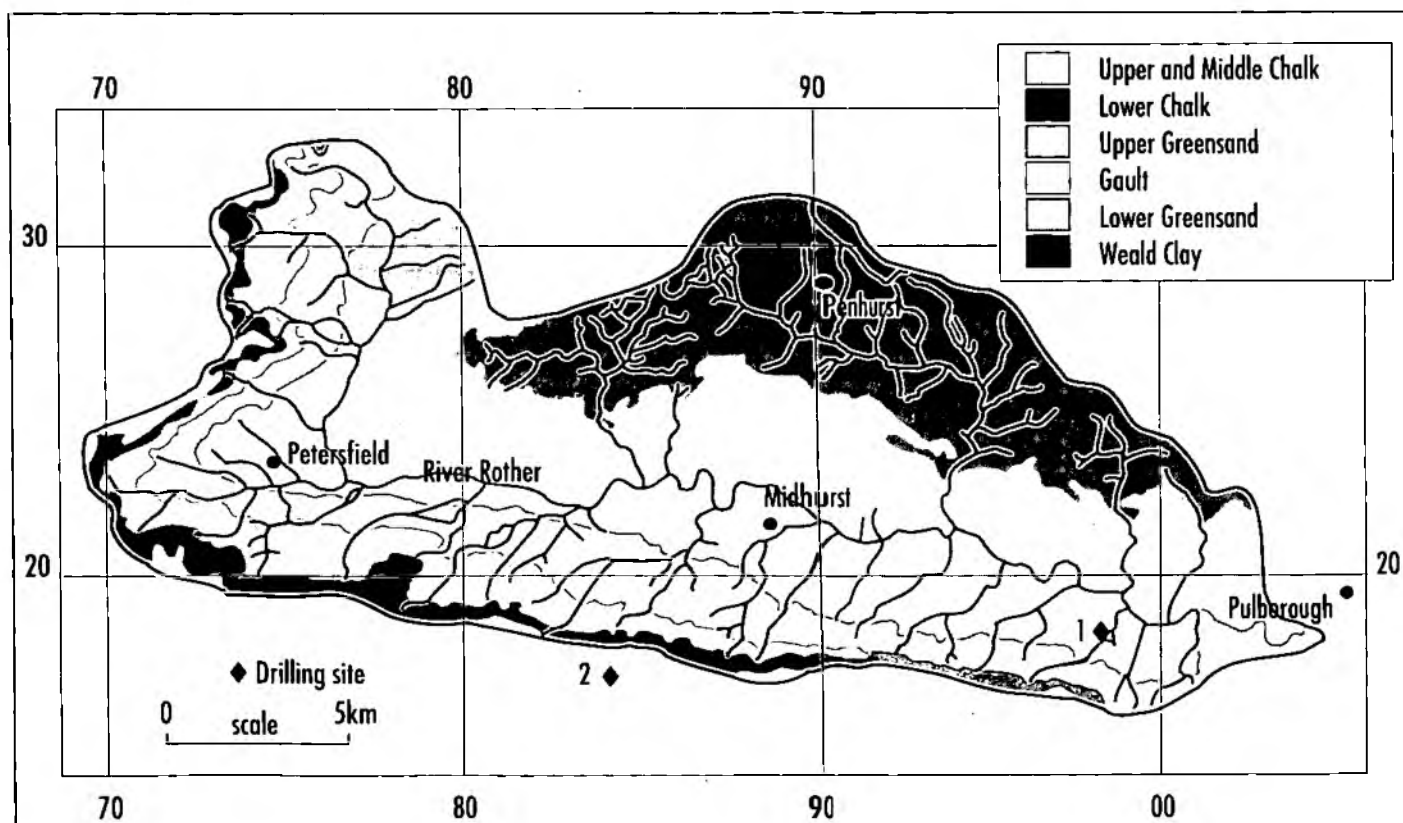 70
80
90
Upper and Middle Chalk
Lower Chalk
Upper Greensand
Gault
Lower Greensand
Weald Clay
30
Penhurst
Petersfield
River Rother
Midhurst
20
20
Pulborough
1
2
Drilling site
0
scale
5km
70
80
90
00